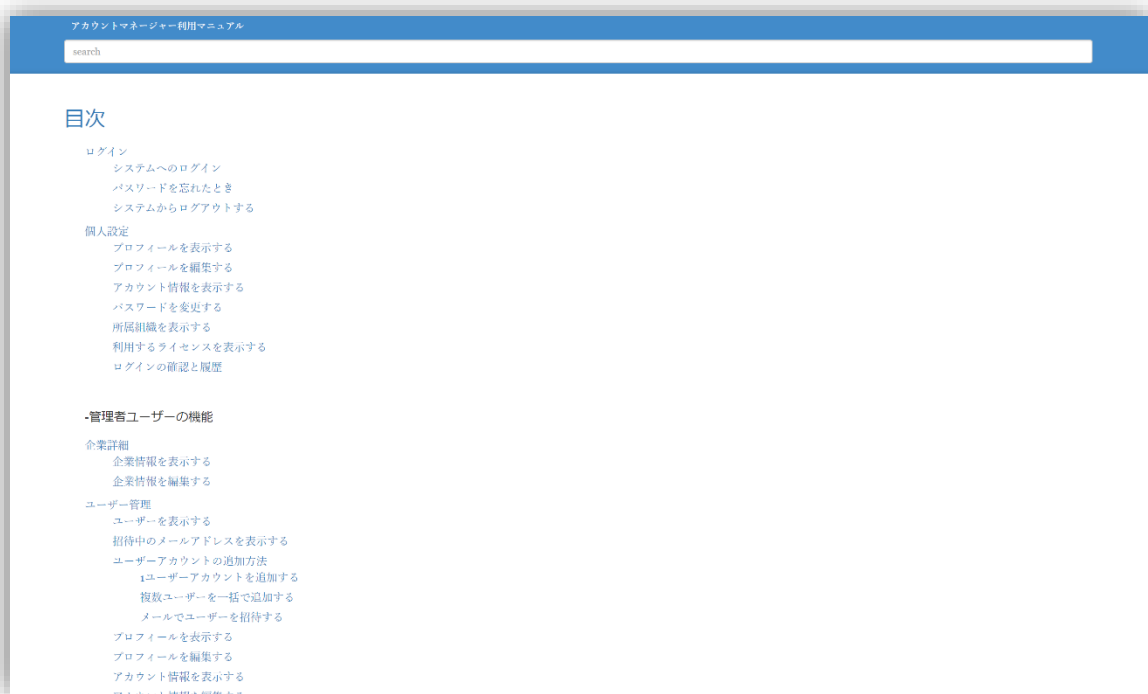 アカウントマネージャー利用マニュアル
search
目次
ログイン
システムへのログイン
パスワードを忘れたとき
システムからログアウトする
個人設定
プロフィールを表示する
プロフィールを編集する
アカウント情報を表示する
パスワードを変更する
所属組織を表示する
利用するライセンスを表示する
ログインの確認と履歴
-管理者ユーザーの機能
企業詳細
企業情報を表示する
企業情報を編集する
ユーザー管理
ユーザーを表示する
招待中のメールアドレスを表示する
ユーザーアカウントの追加方法
1ユーザーアカウントを追加する
複数ユーザーを一括で追加する
メールでユーザーを招待する
プロフィールを表示する
プロフィールを編集する
アカウント情報を表示する